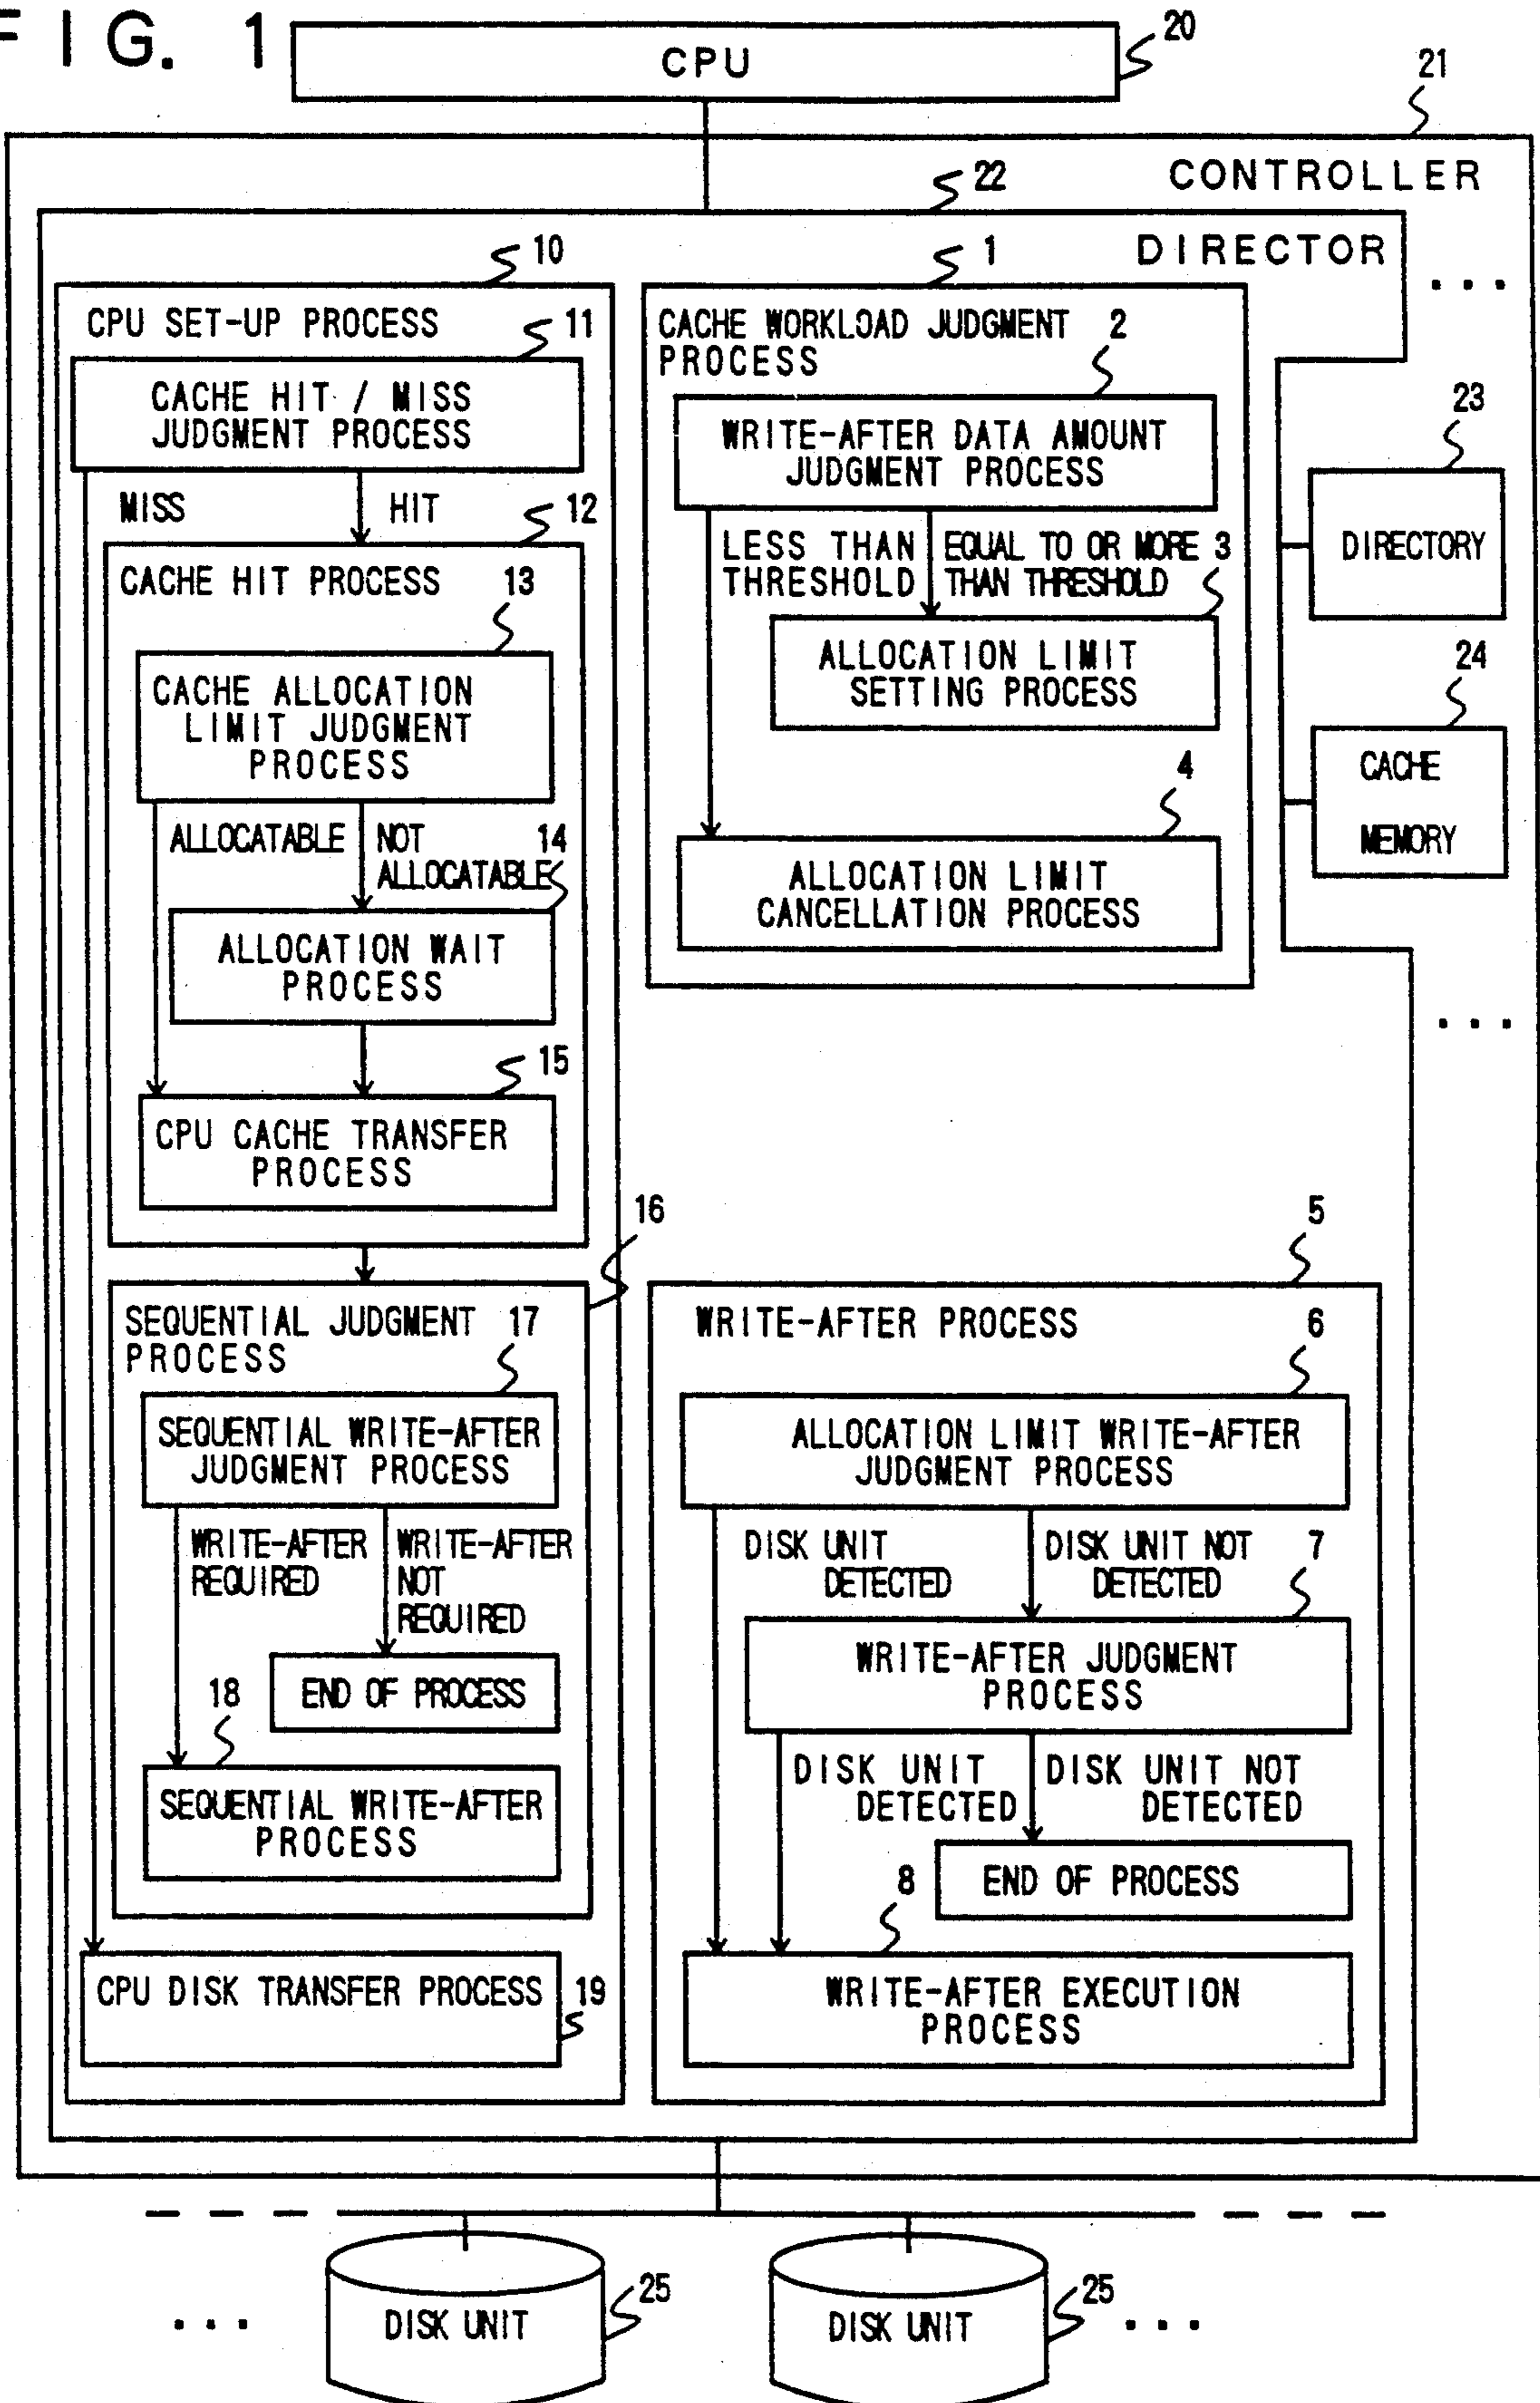 FIG. 1
CPU
20
21
CONTROLLER
22
DIRECTOR
10
CPU SET-UP PROCESS
11
CACHE HIT / MISS
JUDGMENT PROCESS
MISS
HIT
12
CACHE HIT PROCESS
13
CACHE ALLOCATION
LIMIT JUDGMENT
PROCESS
ALLOCATABLE
NOT
ALLOCATABLE
14
ALLOCATION WAIT
PROCESS
15
CPU CACHE TRANSFER
PROCESS
16
SEQUENTIAL JUDGMENT
PROCESS
17
SEQUENTIAL WRITE-AFTER
JUDGMENT PROCESS
WRITE-AFTER
REQUIRED
WRITE-AFTER
NOT
REQUIRED
END OF PROCESS
18
SEQUENTIAL WRITE-AFTER
PROCESS
CPU DISK TRANSFER PROCESS
19
1
CACHE WORKLOAD JUDGMENT
PROCESS
2
WRITE-AFTER DATA AMOUNT
JUDGMENT PROCESS
LESS THAN
THRESHOLD
EQUAL TO OR MORE
THAN THRESHOLD
3
ALLOCATION LIMIT
SETTING PROCESS
4
ALLOCATION LIMIT
CANCELLATION PROCESS
...
23
DIRECTORY
24
CACHE
MEMORY
...
5
WRITE-AFTER PROCESS
6
ALLOCATION LIMIT WRITE-AFTER
JUDGMENT PROCESS
DISK UNIT
DETECTED
DISK UNIT NOT
DETECTED
7
WRITE-AFTER JUDGMENT
PROCESS
DISK UNIT
DETECTED
DISK UNIT NOT
DETECTED
END OF PROCESS
8
WRITE-AFTER EXECUTION
PROCESS
...
DISK UNIT
25
DISK UNIT
25
...